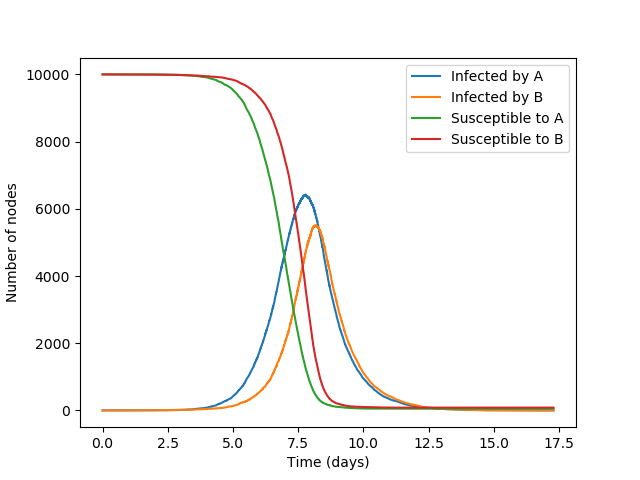 Infected by A
Infected by B
Susceptible to A
Susceptible to B
Number of nodes
10000
8000
6000
4000
2000
0
0.0 2.5 5.0 7.5 10.0 12.5 15.0 17.5
Time (days)